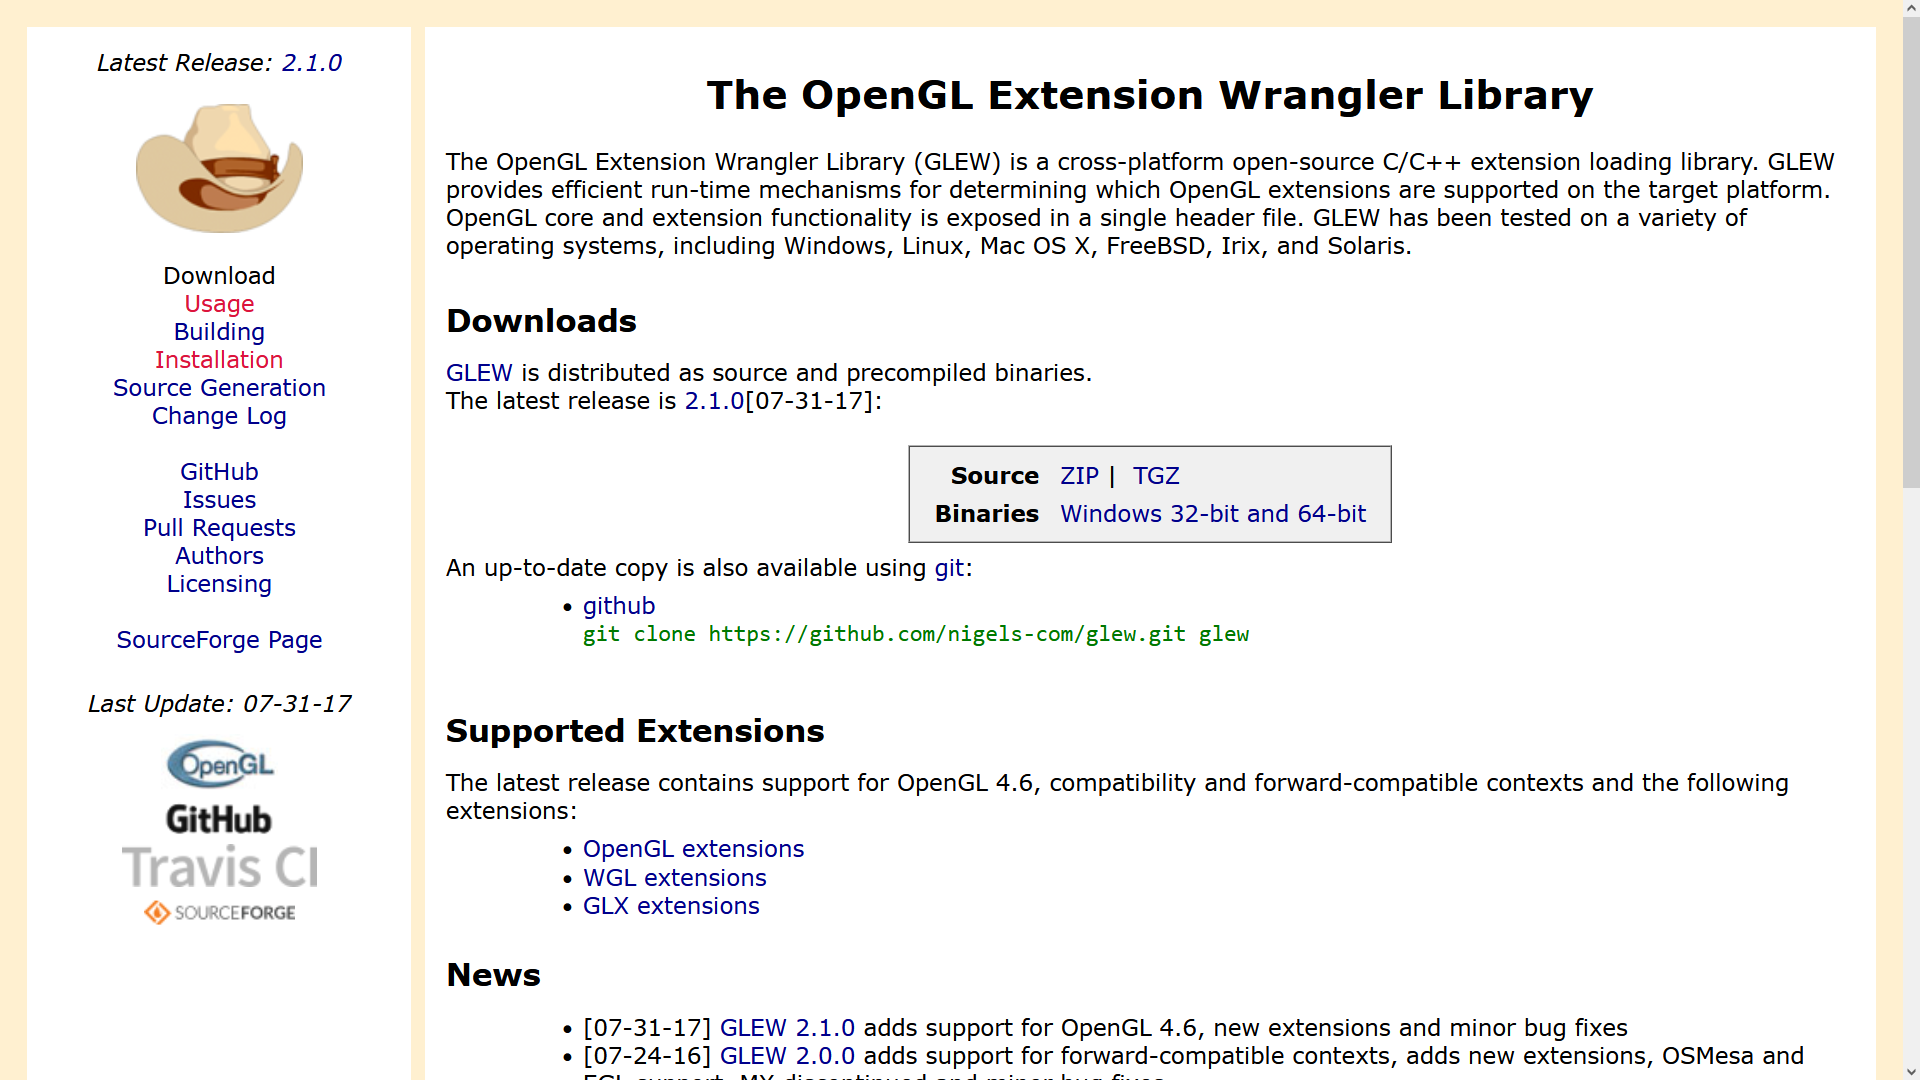 Latest Release: 2.1.0
Download
Usage
Building
Installation
Source Generation
Change Log
GitHub
Issues
Pull Requests
Authors
Licensing
SourceForge Page
Last Update: 07-31-17
OpenGL
GitHub
Travis CI
SOURCEFORGE
The OpenGL Extension Wrangler Library
The OpenGL Extension Wrangler Library (GLEW) is a cross-platform open-source C/C++ extension loading library. GLEW
provides efficient run-time mechanisms for determining which OpenGL extensions are supported on the target platform.
OpenGL core and extension functionality is exposed in a single header file. GLEW has been tested on a variety of
operating systems, including Windows, Linux, Mac OS X, FreeBSD, Irix, and Solaris.
Downloads
GLEW is distributed as source and precompiled binaries.
The latest release is 2.1.0[07-31-17]:
Source ZIP | TGZ
Binaries Windows 32-bit and 64-bit
An up-to-date copy is also available using git:
• github
git clone https://github.com/nigels-com/glew.git glew
Supported Extensions
The latest release contains support for OpenGL 4.6, compatibility and forward-compatible contexts and the following
extensions:
• OpenGL extensions
• WGL extensions
• GLX extensions
News
• [07-31-17] GLEW 2.1.0 adds support for OpenGL 4.6, new extensions and minor bug fixes
• [07-24-16] GLEW 2.0.0 adds support for forward-compatible contexts, adds new extensions, OSMesa and
EGL support, MX discontinued and minor bug fixes